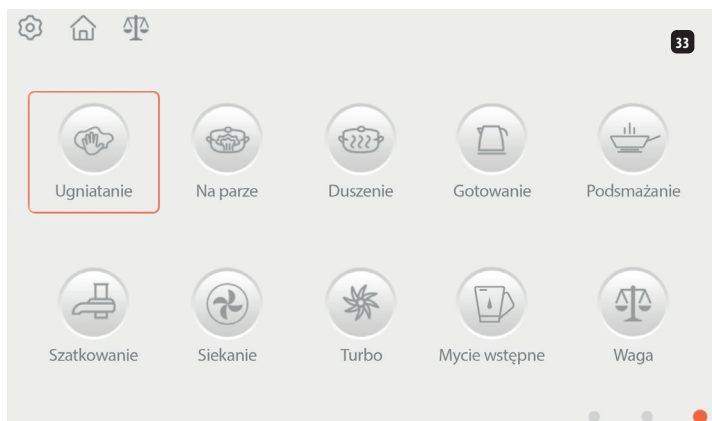 33
Ugniatanie
Na parze
Duszenie
Gotowanie
Podsmażanie
Szatkowanie
Siekanie
Turbo
Mycie wstępne
Waga